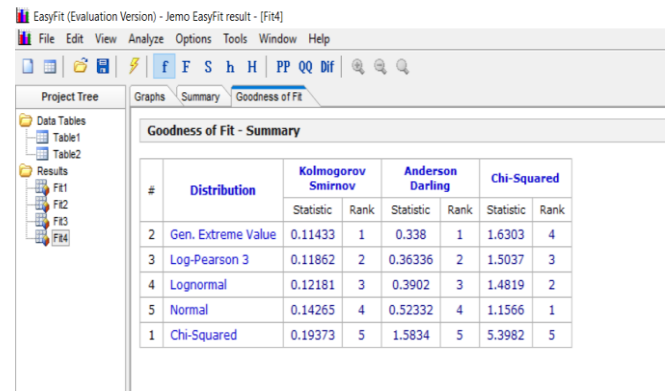 EasyFit (Evaluation Version) - Jemo EasyFit result - [Fit4]
File Edit View Analyze Options Tools Window Help
f F S h H PP QQ Dif
Project Tree
Graphs Summary Goodness of Fit
Data Tables
Table1
Table2
Results
Fit1
Fit2
Fit3
Fit4
Goodness of Fit - Summary
# Distribution Kolmogorov Smirnov Anderson Darling Chi-Squared
Statistic Rank Statistic Rank Statistic Rank
2 Gen. Extreme Value 0.11433 1 0.338 1 1.6303 4
3 Log-Pearson 3 0.11862 2 0.36336 2 1.5037 3
4 Lognormal 0.12181 3 0.3902 3 1.4819 2
5 Normal 0.14265 4 0.52332 4 1.1566 1
1 Chi-Squared 0.19373 5 1.5834 5 5.3982 5